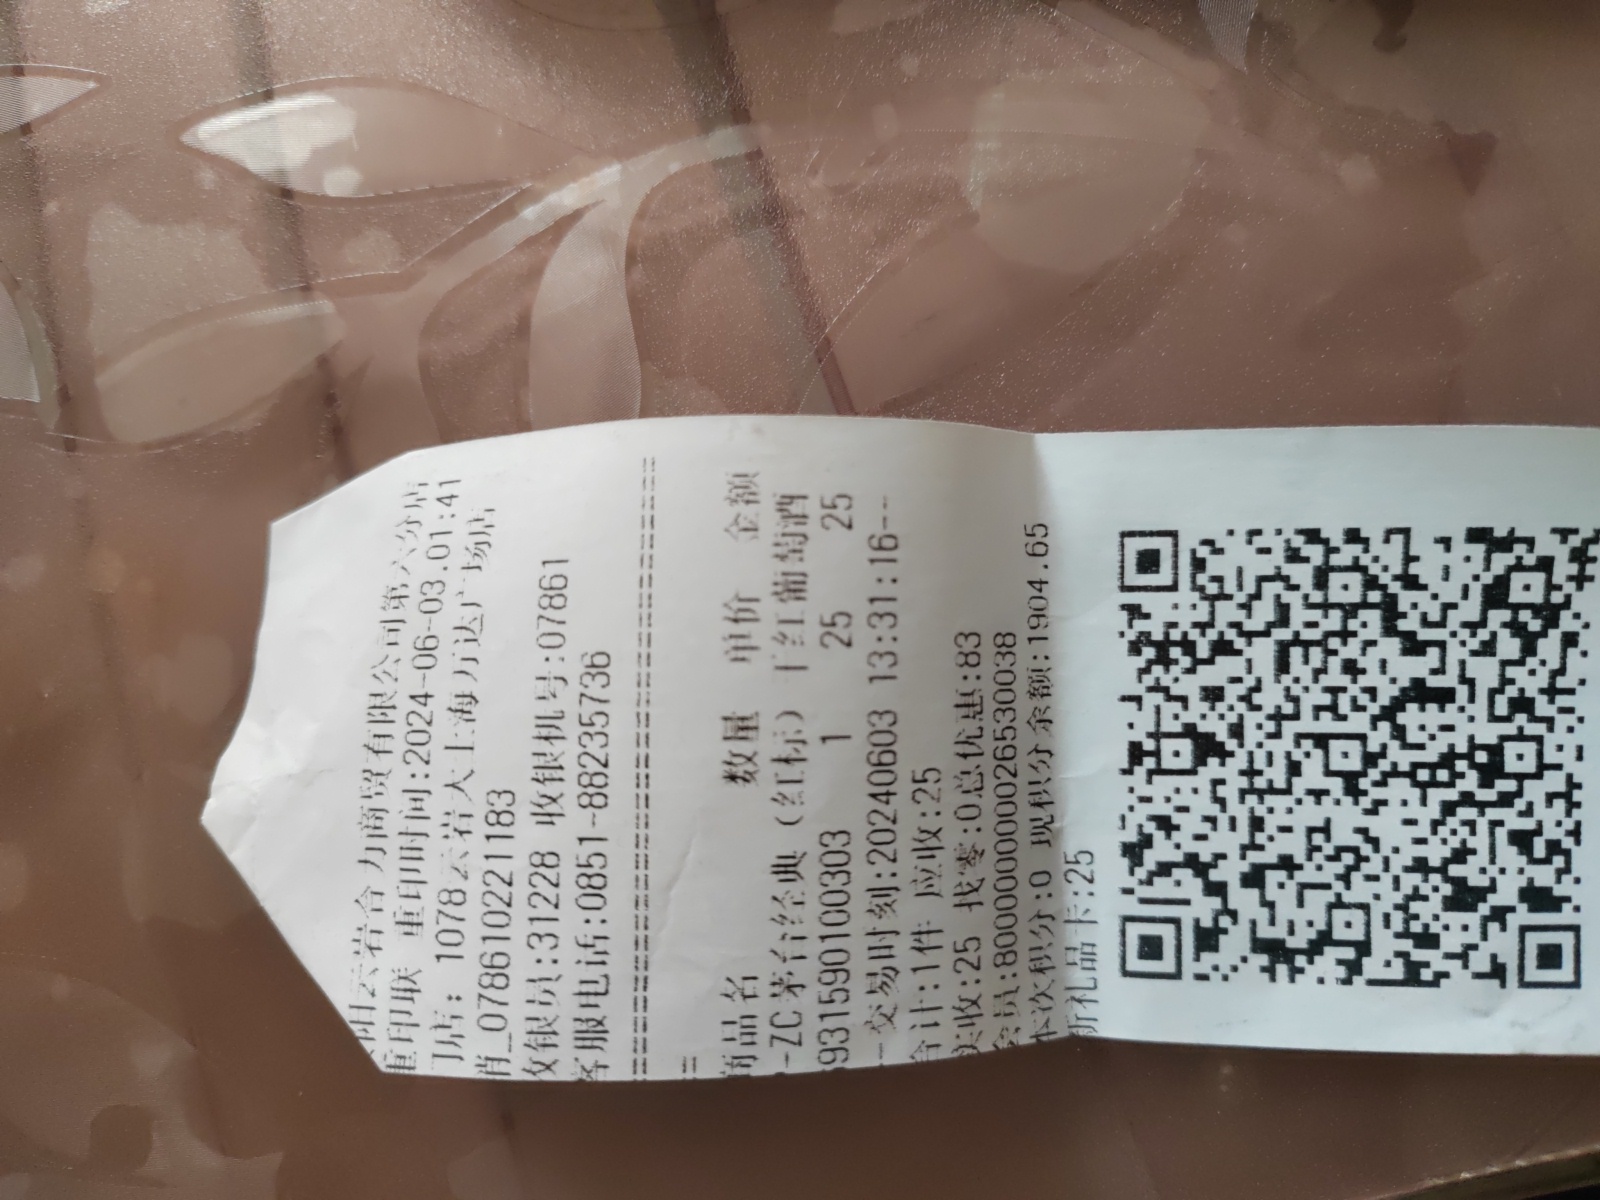 阳云岩合力商贸有限公司第六分店
重印联 重印时间:2024-06-03.01:41
门店: 1078云岩大上海万达广场店
肖_078610221183
收银员:31228 收银机号:07861
客服电话:0851-88235736
================================
==
商品名 数量 单价 金额
-ZC茅台经典(红标)干红葡萄酒
931590100303 1 25 25
--交易时刻:20240603 13:31:16---
合计:1件 应收:25
实收:25 找零:0总优惠:83
会员:8000000000026530038
本次积分:0 现积分余额:1904.65
新礼品卡:25